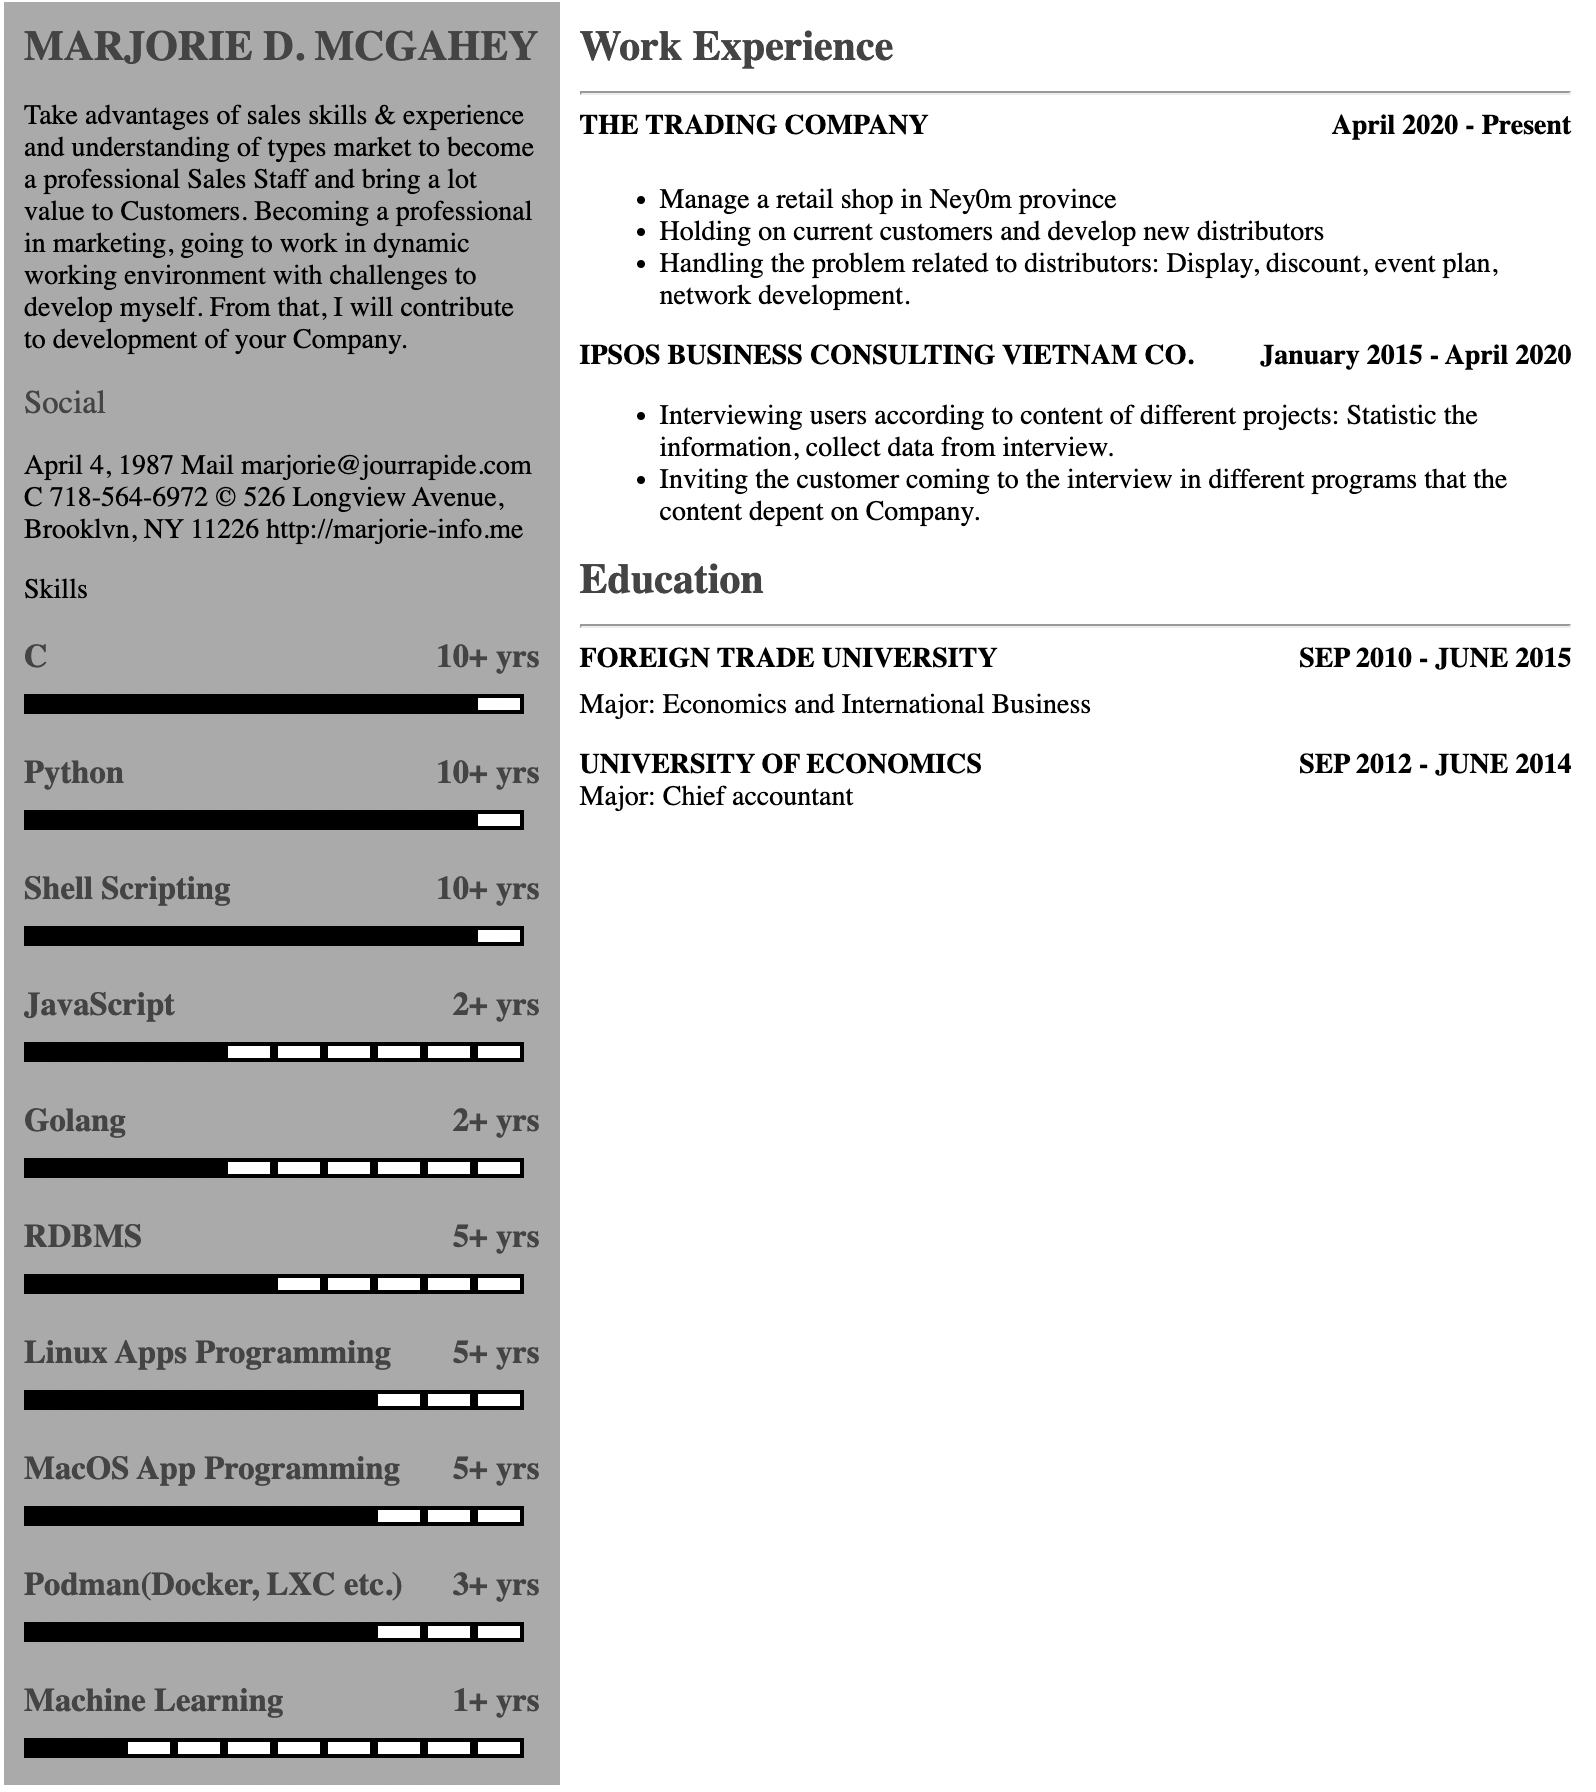 MARJORIE D. MCGAHEY
Take advantages of sales skills & experience
and understanding of types market to become
a professional Sales Staff and bring a lot
value to Customers. Becoming a professional
in marketing, going to work in dynamic
working environment with challenges to
develop myself. From that, I will contribute
to development of your Company.
Social
April 4, 1987 Mail marjorie@jourrapide.com
C 718-564-6972 © 526 Longview Avenue,
Brooklvn, NY 11226 http://marjorie-info.me
Skills
C 10+ yrs
Python 10+ yrs
Shell Scripting 10+ yrs
JavaScript 2+ yrs
Golang 2+ yrs
RDBMS 5+ yrs
Linux Apps Programming 5+ yrs
MacOS App Programming 5+ yrs
Podman(Docker, LXC etc.) 3+ yrs
Machine Learning 1+ yrs
Work Experience
THE TRADING COMPANY April 2020 - Present
• Manage a retail shop in Ney0m province
• Holding on current customers and develop new distributors
• Handling the problem related to distributors: Display, discount, event plan,
network development.
IPSOS BUSINESS CONSULTING VIETNAM CO. January 2015 - April 2020
• Interviewing users according to content of different projects: Statistic the
information, collect data from interview.
• Inviting the customer coming to the interview in different programs that the
content depent on Company.
Education
FOREIGN TRADE UNIVERSITY SEP 2010 - JUNE 2015
Major: Economics and International Business
UNIVERSITY OF ECONOMICS SEP 2012 - JUNE 2014
Major: Chief accountant